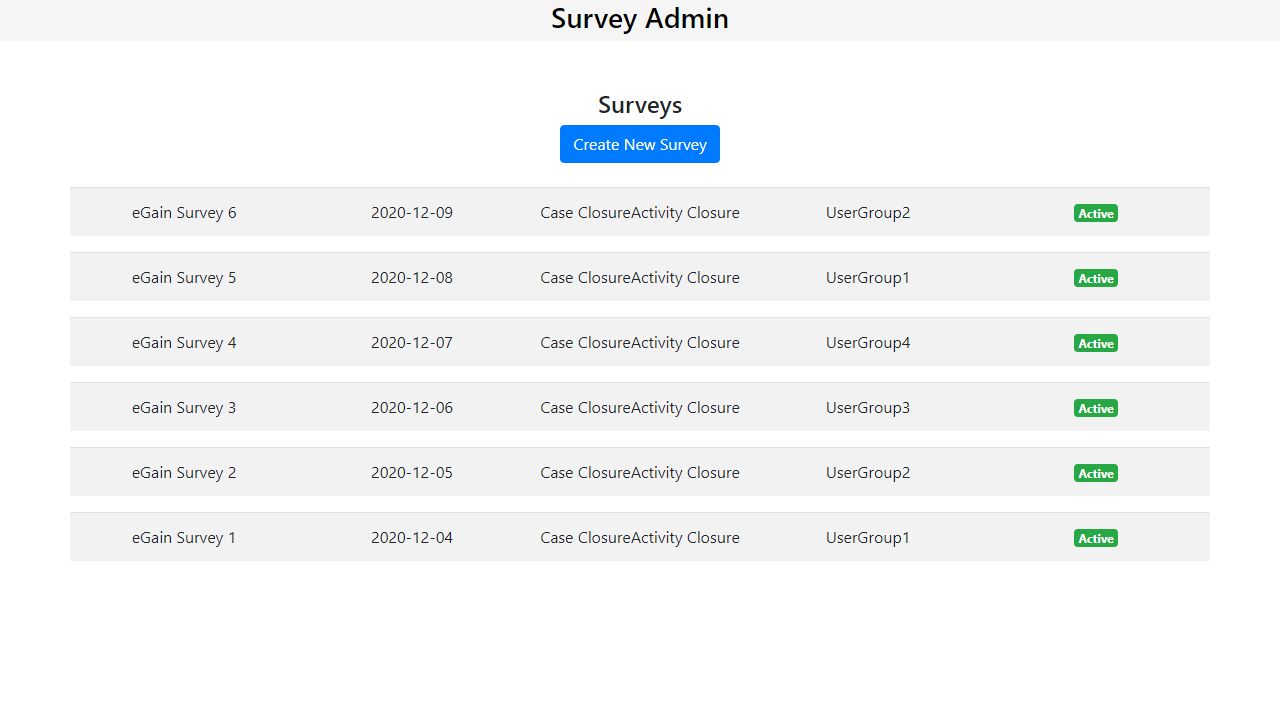 Survey Admin
Surveys
Create New Survey
eGain Survey 6 2020-12-09 Case ClosureActivity Closure UserGroup2 Active
eGain Survey 5 2020-12-08 Case ClosureActivity Closure UserGroup1 Active
eGain Survey 4 2020-12-07 Case ClosureActivity Closure UserGroup4 Active
eGain Survey 3 2020-12-06 Case ClosureActivity Closure UserGroup3 Active
eGain Survey 2 2020-12-05 Case ClosureActivity Closure UserGroup2 Active
eGain Survey 1 2020-12-04 Case ClosureActivity Closure UserGroup1 Active